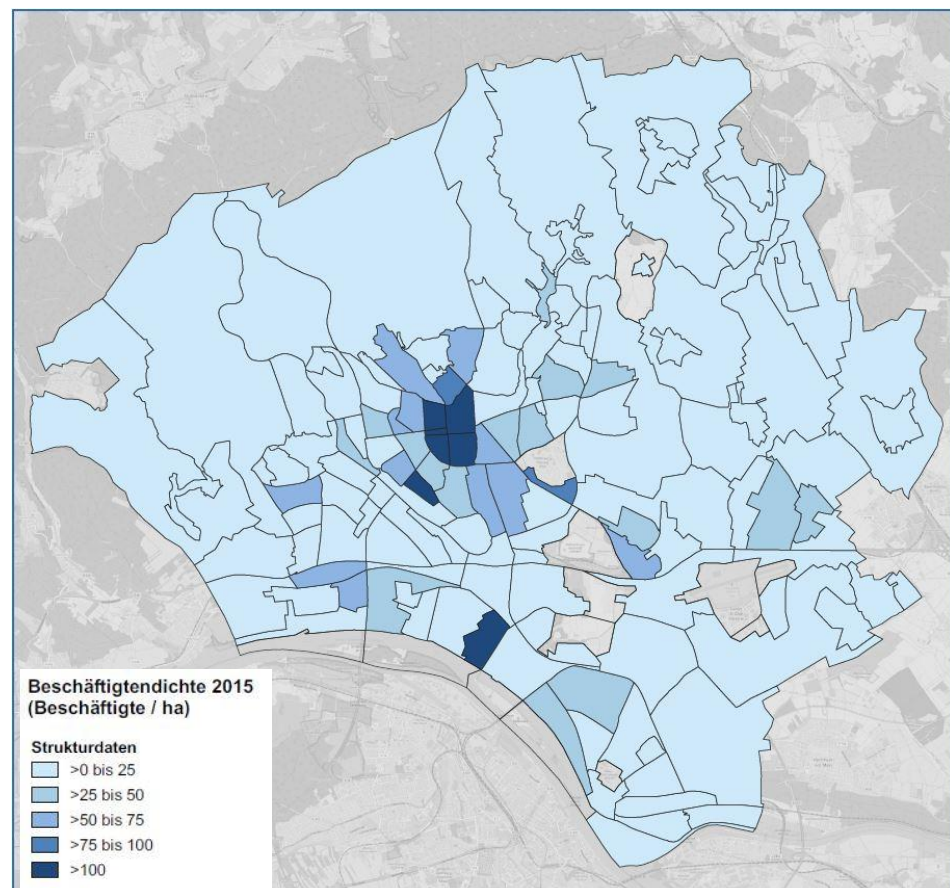 Beschäftigtendichte 2015
(Beschäftigte / ha)
Strukturdaten
>0 bis 25
>25 bis 50
>50 bis 75
>75 bis 100
>100